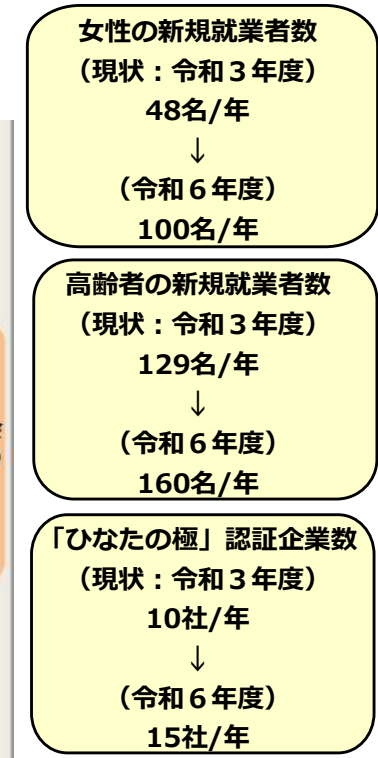 女性の新規就業者数
（現状：令和３年度）
48名/年
↓
（令和６年度）
100名/年
高齢者の新規就業者数
（現状：令和３年度）
129名/年
↓
（令和６年度）
160名/年
「ひなたの極」認証企業数
（現状：令和３年度）
10社/年
↓
（令和６年度）
15社/年